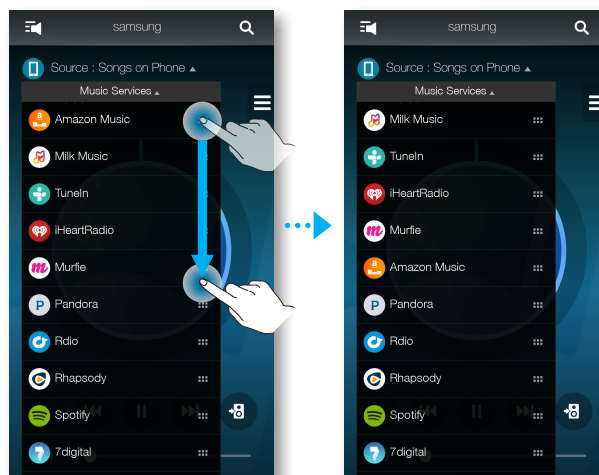 samsung
Source : Songs on Phone
Music Services
Amazon Music
Milk Music
TuneIn
iHeartRadio
Murfie
Pandora
Rdio
Rhapsody
Spotify
7digital
samsung
Source : Songs on Phone
Music Services
Milk Music
TuneIn
iHeartRadio
Murfie
Amazon Music
Pandora
Rdio
Rhapsody
Spotify
7digital